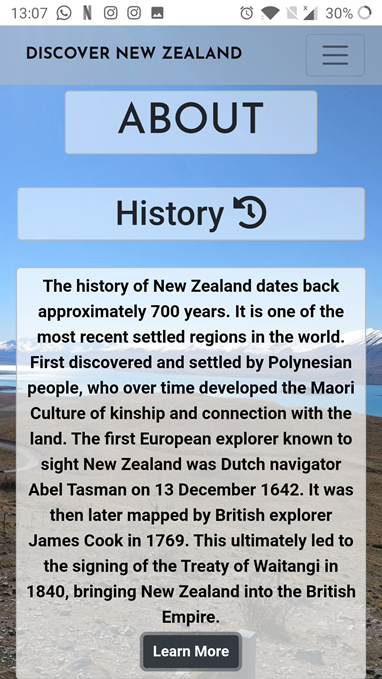 13:07 30%
DISCOVER NEW ZEALAND
ABOUT
History
The history of New Zealand dates back
approximately 700 years. It is one of the
most recent settled regions in the world.
First discovered and settled by Polynesian
people, who over time developed the Maori
Culture of kinship and connection with the
land. The first European explorer known to
sight New Zealand was Dutch navigator
Abel Tasman on 13 December 1642. It was
then later mapped by British explorer
James Cook in 1769. This ultimately led to
the signing of the Treaty of Waitangi in
1840, bringing New Zealand into the British
Empire.
Learn More